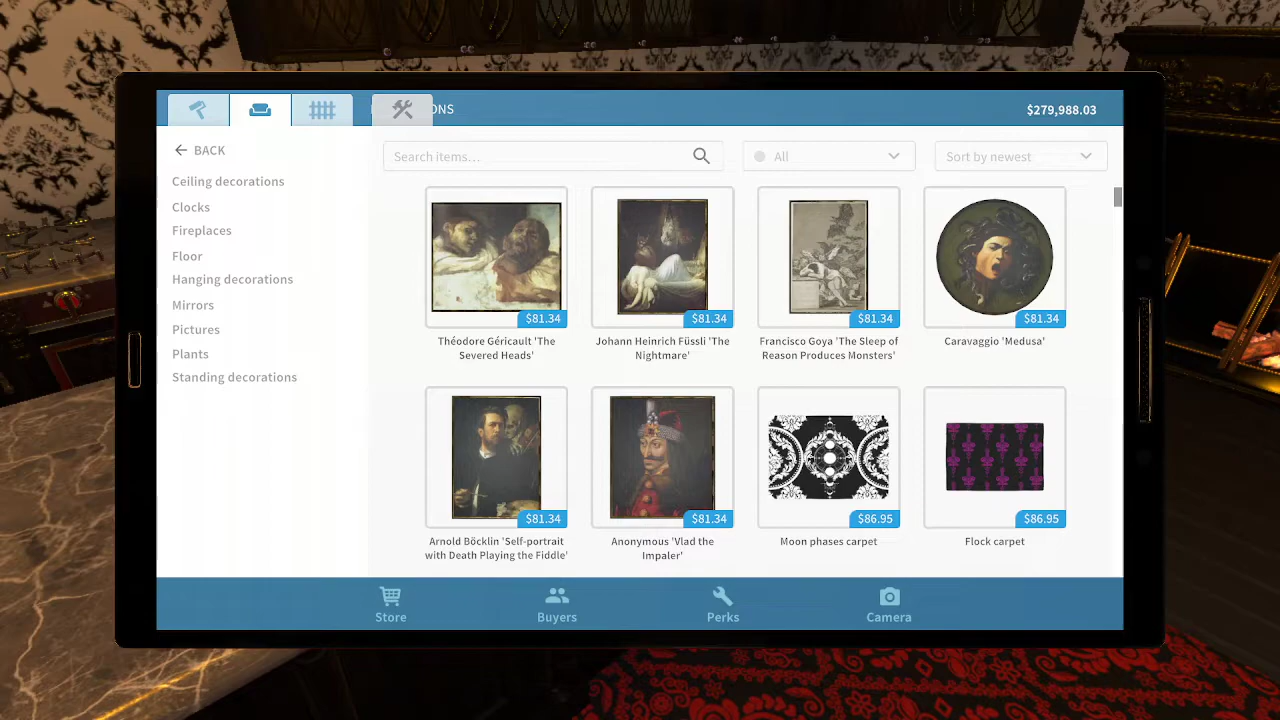 ONS
$279,988.03
BACK
Search items...
All
Sort by newest
Ceiling decorations
Clocks
Fireplaces
Floor
Hanging decorations
Mirrors
Pictures
Plants
Standing decorations
$81.34
$81.34
$81.34
$81.34
Théodore Géricault 'The
Severed Heads'
Johann Heinrich Füssli 'The
Nightmare'
Francisco Goya 'The Sleep of
Reason Produces Monsters'
Caravaggio 'Medusa'
$81.34
$81.34
$86.95
$86.95
Arnold Böcklin 'Self-portrait
with Death Playing the Fiddle'
Anonymous 'Vlad the
Impaler'
Moon phases carpet
Flock carpet
Store
Buyers
Perks
Camera